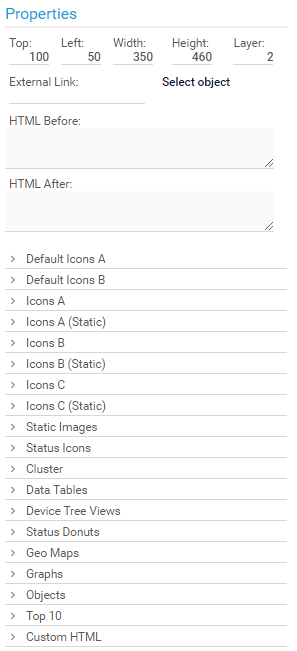 Properties
Top: Left: Width: Height: Layer:
100 50 350 460 2
External Link: Select object
HTML Before:
HTML After:
Default Icons A
Default Icons B
Icons A
Icons A (Static)
Icons B
Icons B (Static)
Icons C
Icons C (Static)
Static Images
Status Icons
Cluster
Data Tables
Device Tree Views
Status Donuts
Geo Maps
Graphs
Objects
Top 10
Custom HTML